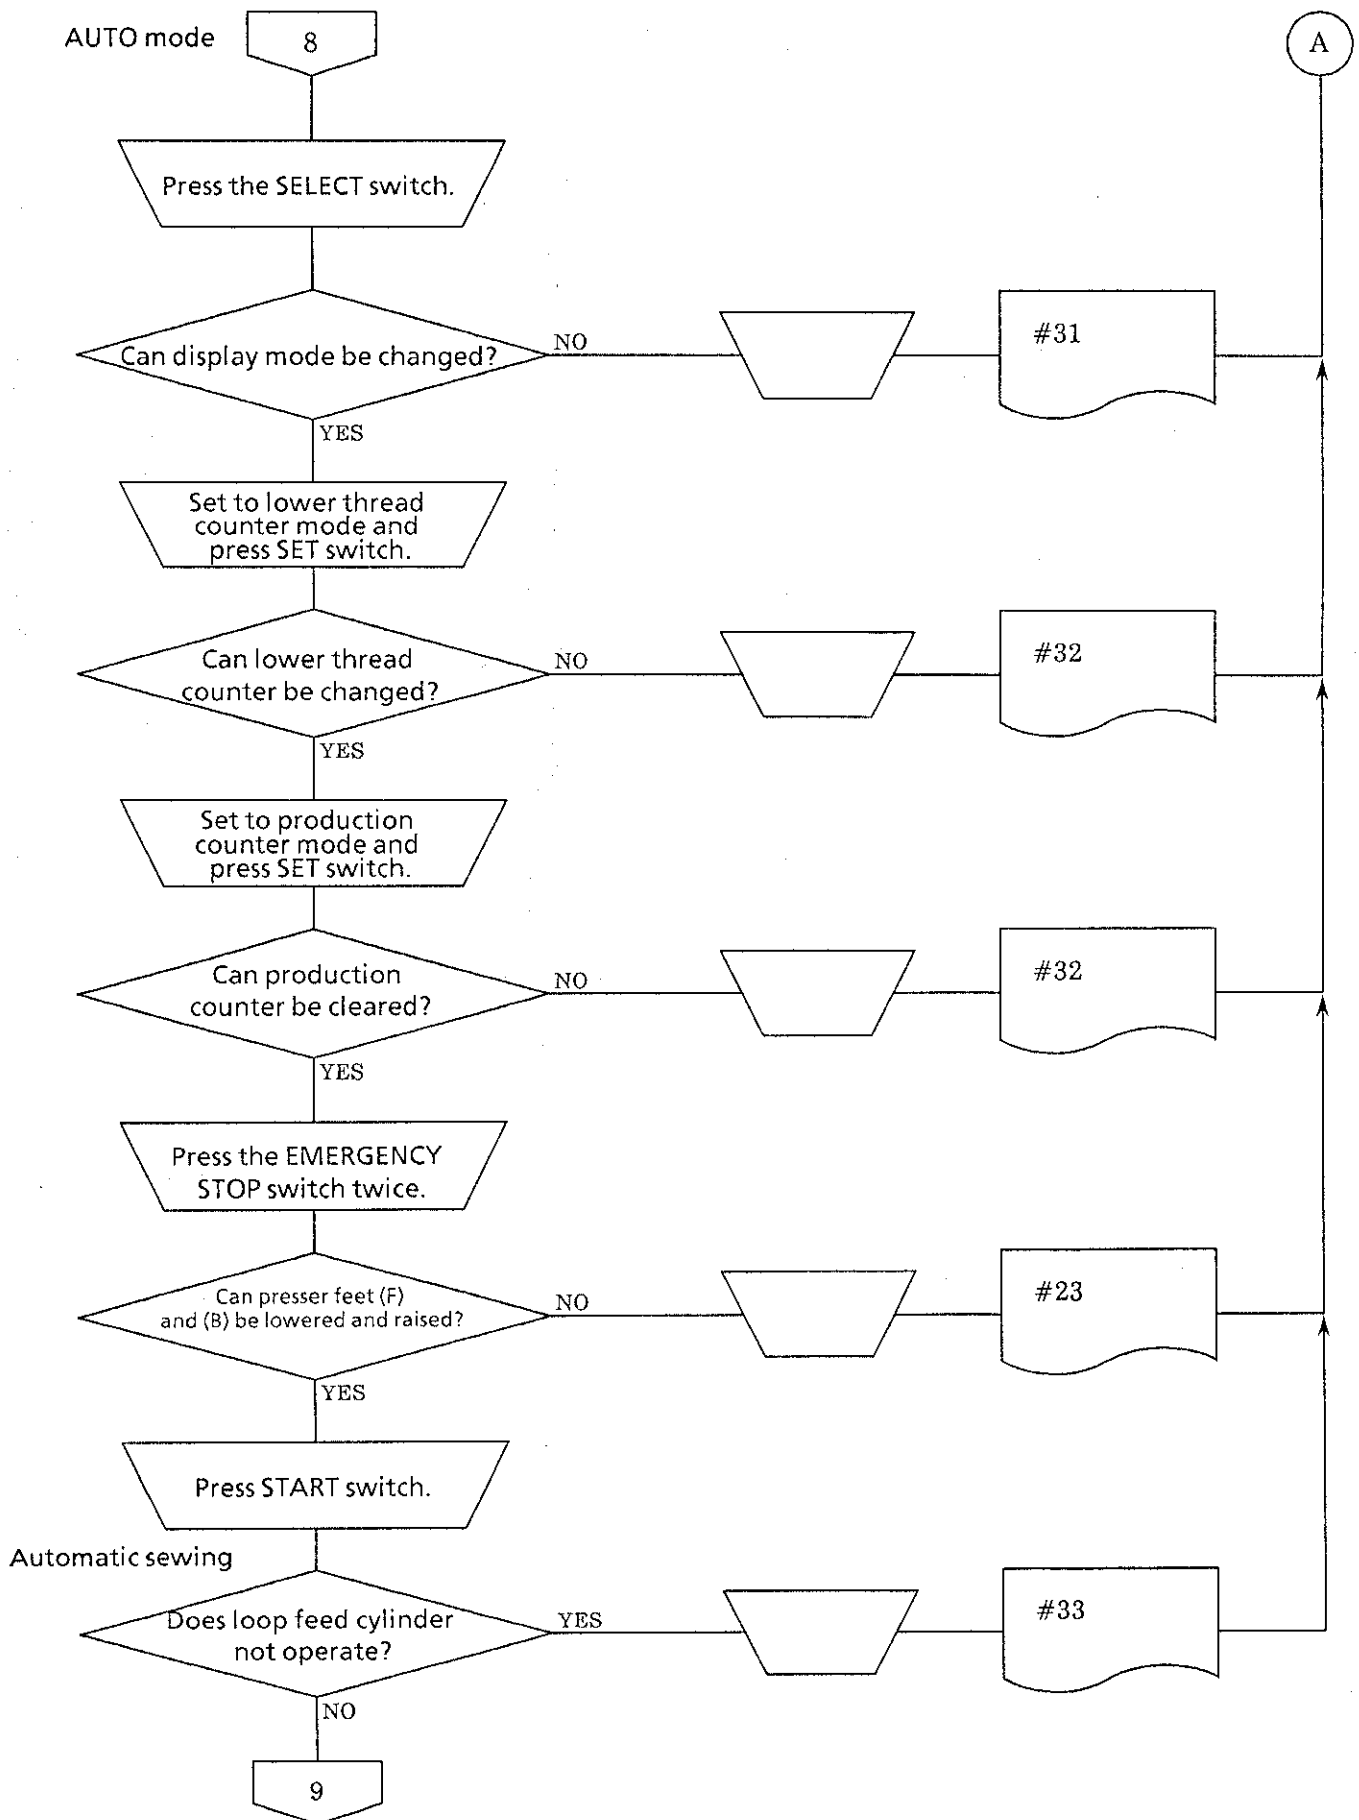 AUTO mode
8
A
Press the SELECT switch.
Can display mode be changed?
NO
#31
YES
Set to lower thread
counter mode and
press SET switch.
Can lower thread
counter be changed?
NO
#32
YES
Set to production
counter mode and
press SET switch.
Can production
counter be cleared?
NO
#32
YES
Press the EMERGENCY
STOP switch twice.
Can presser feet (F)
and (B) be lowered and raised?
NO
#23
YES
Press START switch.
Automatic sewing
Does loop feed cylinder
not operate?
YES
#33
NO
9